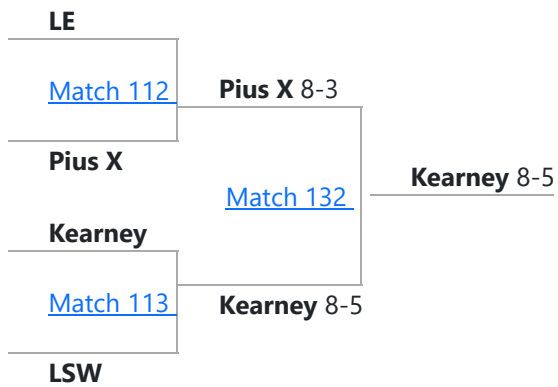 LE
Match 112
Pius X 8-3
Pius X
Kearney 8-5
Match 132
Kearney
Match 113
Kearney 8-5
LSW